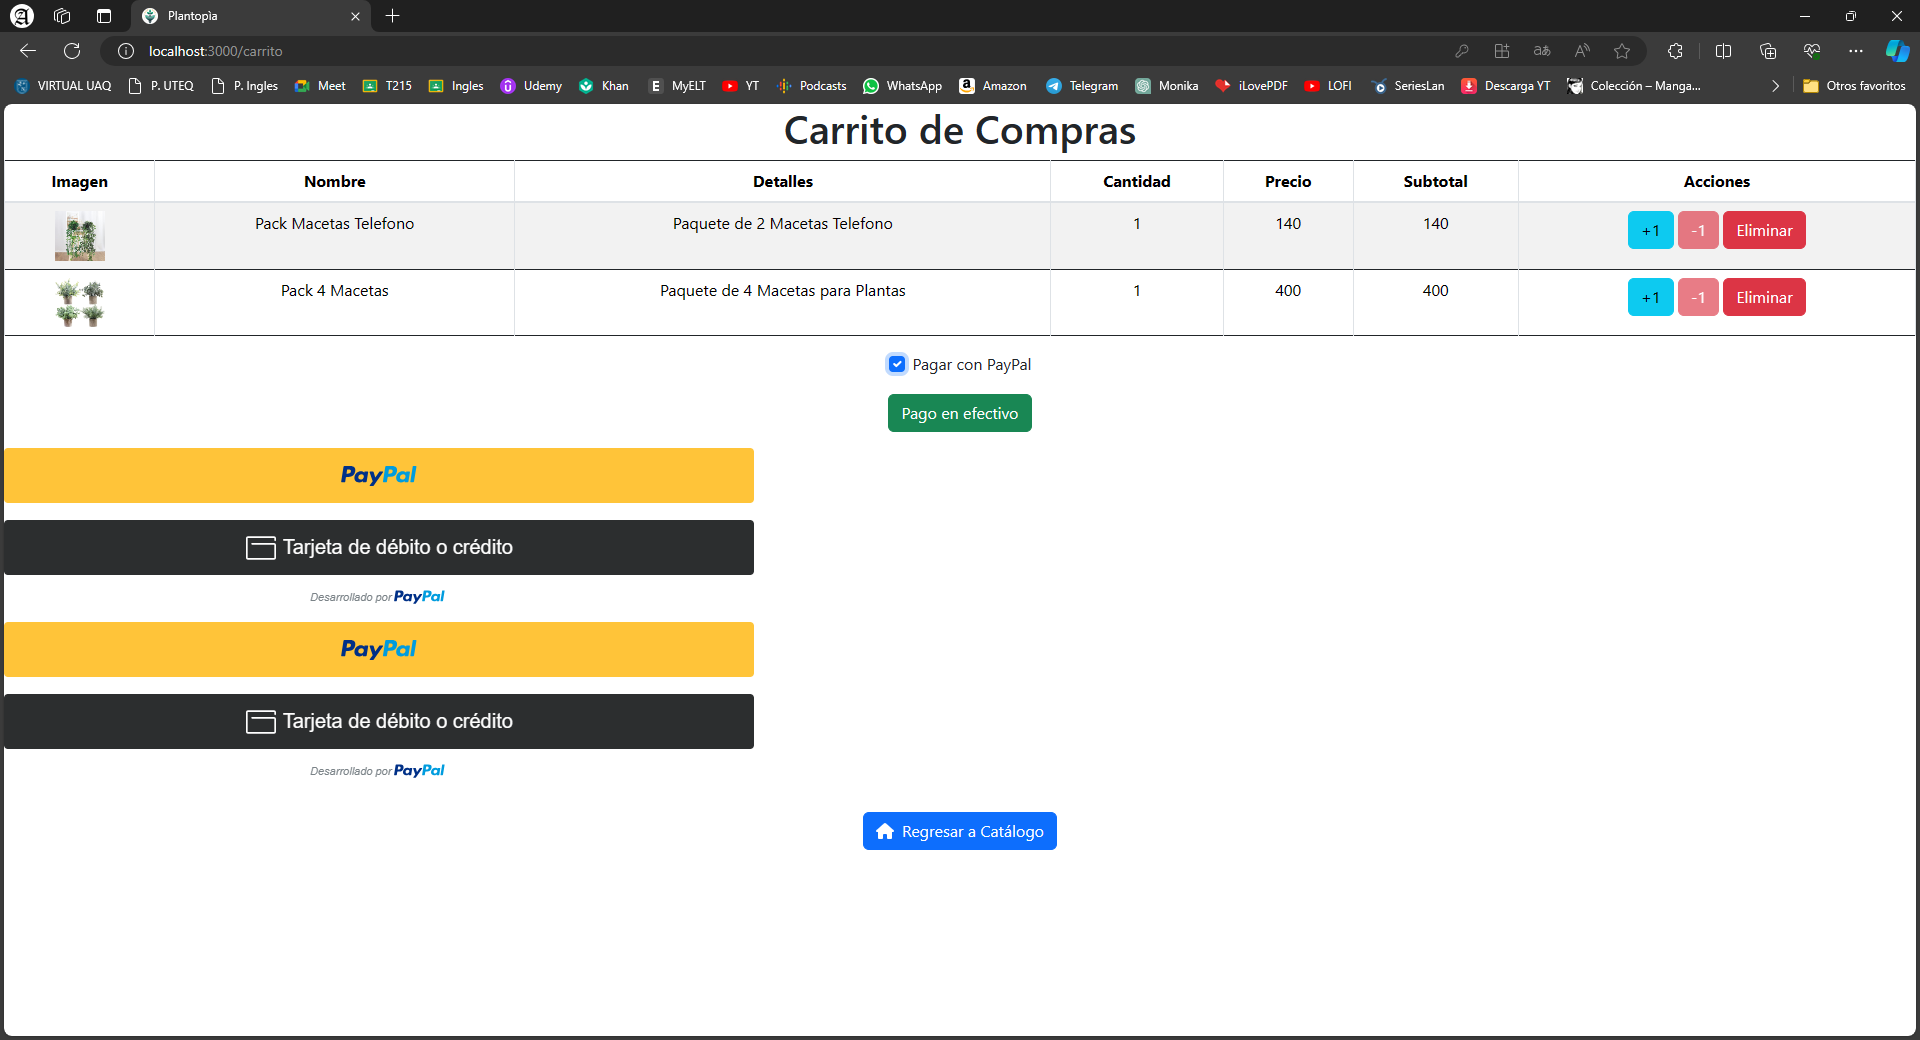 Plantopia
localhost:3000/carrito
VIRTUAL UAQ P. UTEQ P. Ingles Meet T215 Ingles Udemy Khan MyELT YT Podcasts WhatsApp Amazon Telegram Monika iLovePDF LOFI SeriesLan Descarga YT Colección – Manga... Otros favoritos
Carrito de Compras
Imagen Nombre Detalles Cantidad Precio Subtotal Acciones
Pack Macetas Telefono Paquete de 2 Macetas Telefono 1 140 140 +1 -1 Eliminar
Pack 4 Macetas Paquete de 4 Macetas para Plantas 1 400 400 +1 -1 Eliminar
Pagar con PayPal
Pago en efectivo
PayPal
Tarjeta de débito o crédito
Desarrollado por PayPal
PayPal
Tarjeta de débito o crédito
Desarrollado por PayPal
Regresar a Catálogo